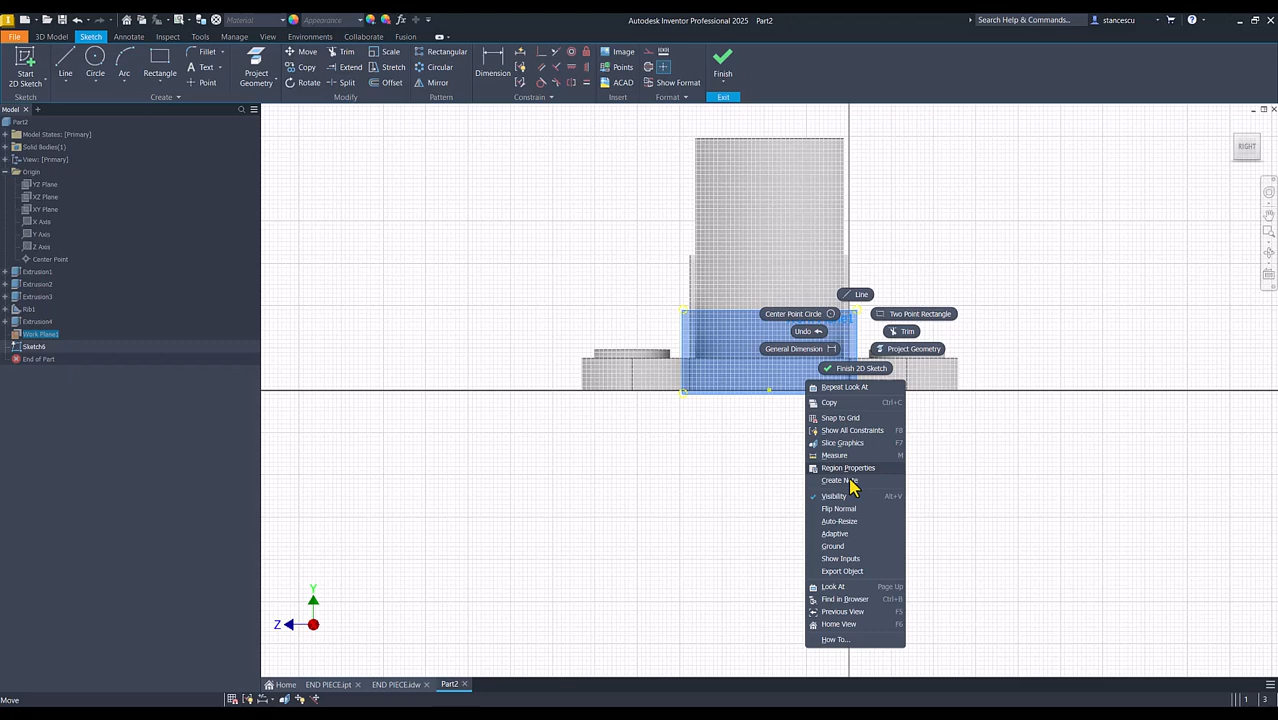 Material
Appearance
Autodesk Inventor Professional 2025 Part2
Search Help & Commands...
stancescu
File
3D Model
Sketch
Annotate
Inspect
Tools
Manage
View
Environments
Collaborate
Fusion
Start
2D Sketch
Line
Circle
Arc
Rectangle
Fillet
Text
Point
Project
Geometry
Move
Copy
Rotate
Trim
Extend
Split
Scale
Stretch
Offset
Rectangular
Circular
Mirror
Dimension
Image
Points
ACAD
Show Format
Finish
Sketch
Create
Modify
Pattern
Constrain
Insert
Format
Exit
Model
Part2
Model States: [Primary]
Solid Bodies(1)
View: [Primary]
Origin
YZ Plane
XZ Plane
XY Plane
X Axis
Y Axis
Z Axis
Center Point
Extrusion1
Extrusion2
Extrusion3
Rib1
Extrusion4
Work Plane1
Sketch6
End of Part
RIGHT
Line
Center Point Circle
Two Point Rectangle
Undo
Trim
General Dimension
Project Geometry
Finish 2D Sketch
Repeat Look At
Copy Ctrl+C
Snap to Grid
Show All Constraints F8
Slice Graphics F7
Measure M
Region Properties
Create Note
Visibility Alt+V
Flip Normal
Auto-Resize
Adaptive
Ground
Show Inputs
Export Object
Look At Page Up
Find in Browser Ctrl+B
Previous View F5
Home View F6
How To...
Y
Z
Home
END PIECE.ipt
END PIECE.idw
Part2
Move
1
3